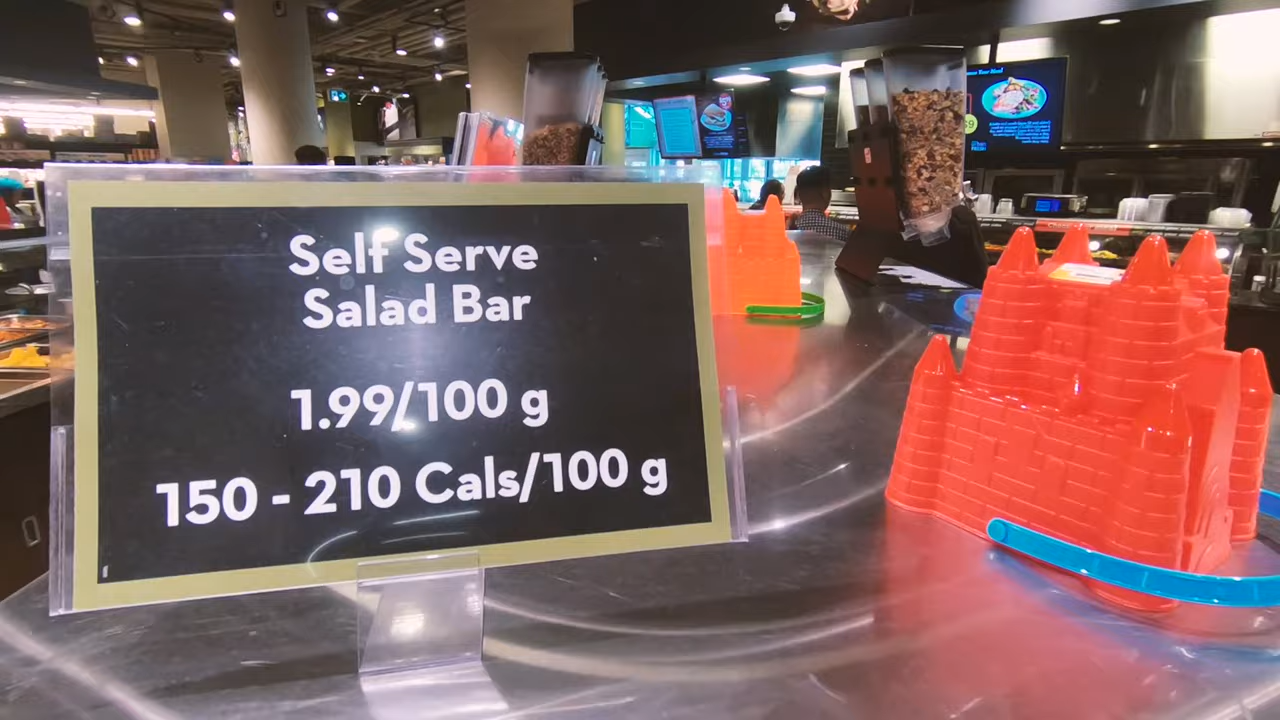 Self Serve
Salad Bar
1.99/100 g
150 - 210 Cals/100 g